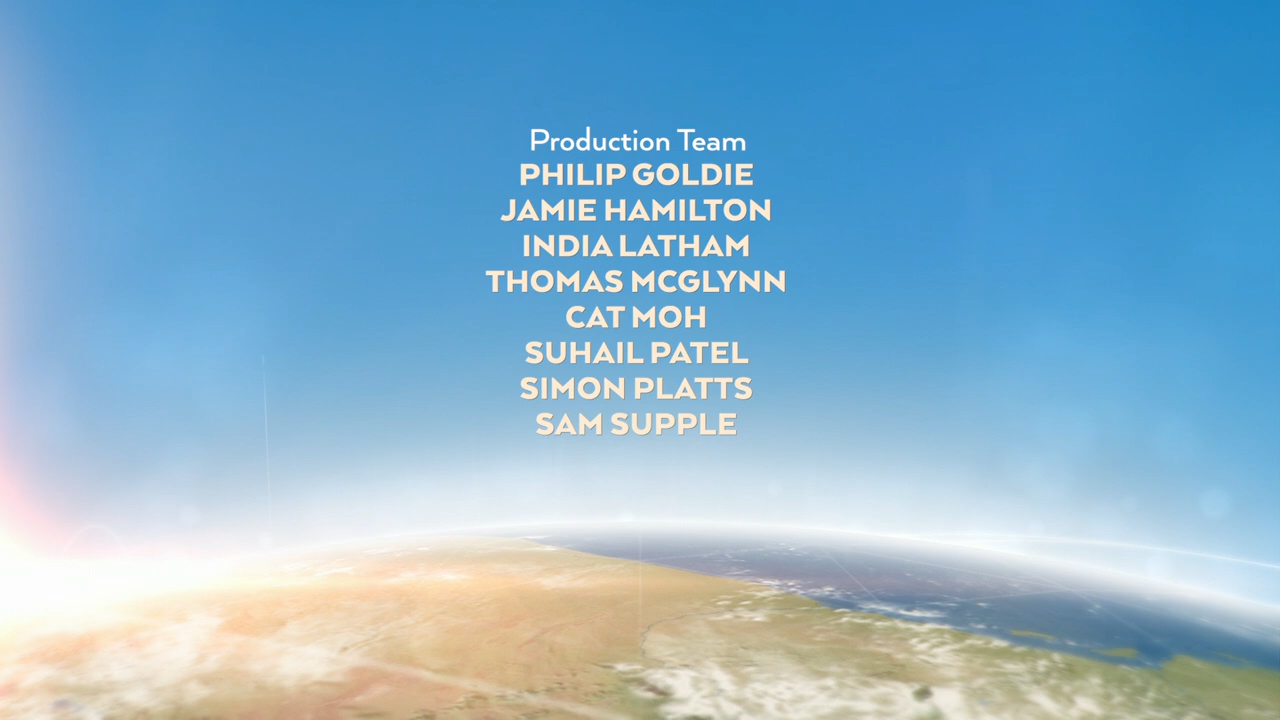 Production Team
PHILIP GOLDIE
JAMIE HAMILTON
INDIA LATHAM
THOMAS MCGLYNN
CAT MOH
SUHAIL PATEL
SIMON PLATTS
SAM SUPPLE